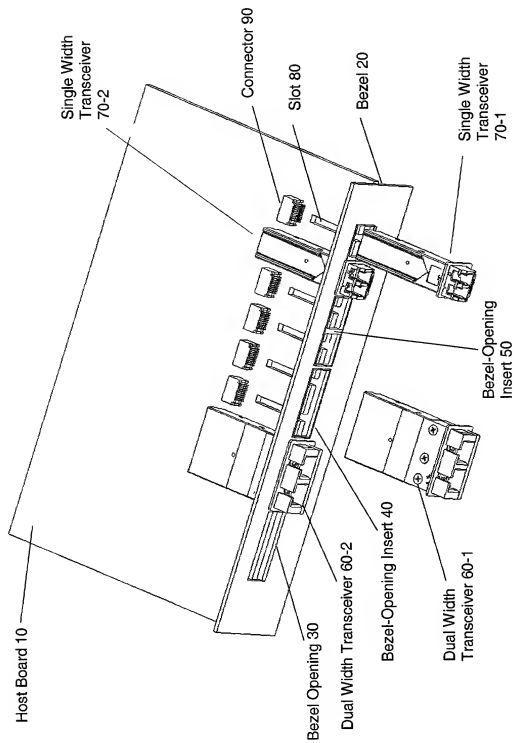 Host Board 10
Single Width
Transceiver
70-2
Connector 90
Slot 80
Bezel 20
Single Width
Transceiver
70-1
Bezel-Opening
Insert 50
Dual Width
Transceiver 60-1
Bezel-Opening Insert 40
Dual Width Transceiver 60-2
Bezel Opening 30